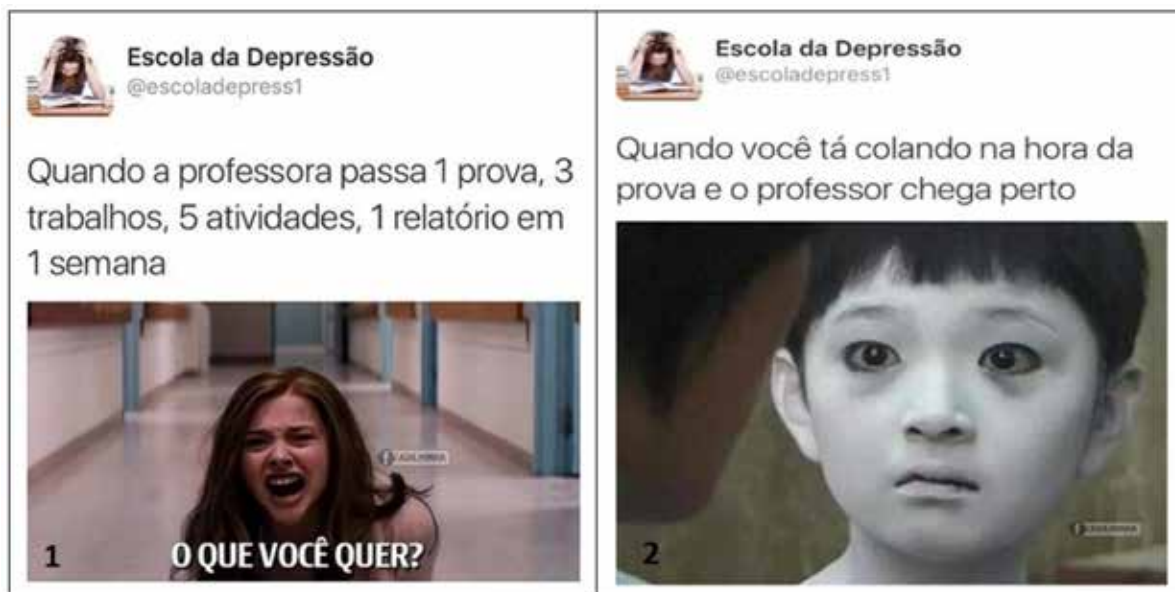 Escola da Depressão
@escoladepress1
Quando a professora passa 1 prova, 3
trabalhos, 5 atividades, 1 relatório em
1 semana
1
O QUE VOCÊ QUER?
Escola da Depressão
@escoladepress1
Quando você tá colando na hora da
prova e o professor chega perto
2